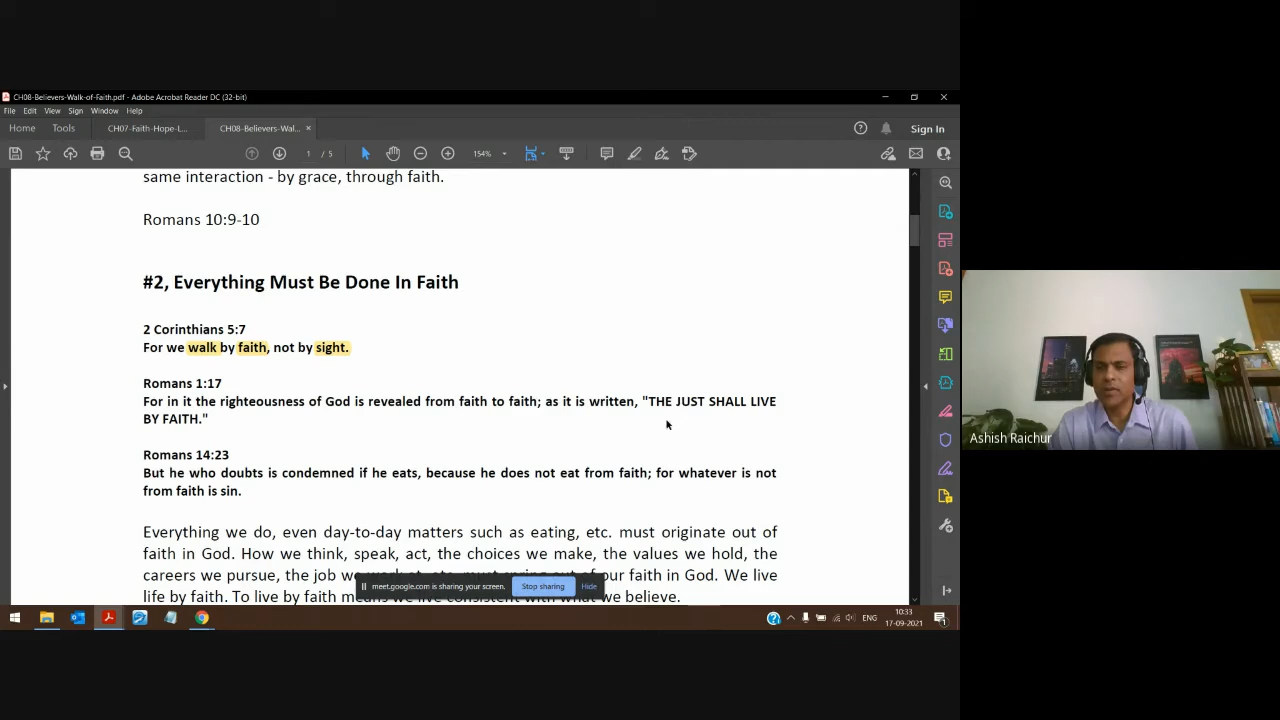 CH08-Believers-Walk-of-Faith.pdf - Adobe Acrobat Reader DC (32-bit)
File Edit View Sign Window Help
Home Tools CH07-Faith-Hope-L... CH08-Believers-Wal... × Sign In
1 / 5 154%
same interaction - by grace, through faith.
Romans 10:9-10
#2, Everything Must Be Done In Faith
2 Corinthians 5:7
For we walk by faith, not by sight.
Romans 1:17
For in it the righteousness of God is revealed from faith to faith; as it is written, "THE JUST SHALL LIVE
BY FAITH."
Romans 14:23
But he who doubts is condemned if he eats, because he does not eat from faith; for whatever is not
from faith is sin.
Everything we do, even day-to-day matters such as eating, etc. must originate out of
faith in God. How we think, speak, act, the choices we make, the values we hold, the
careers we pursue, the job we our faith in God. We live
life by faith. To live by faith means we live consistent with what we believe.
meet.google.com is sharing your screen. Stop sharing Hide
Ashish Raichur
ENG 10:33
17-09-2021